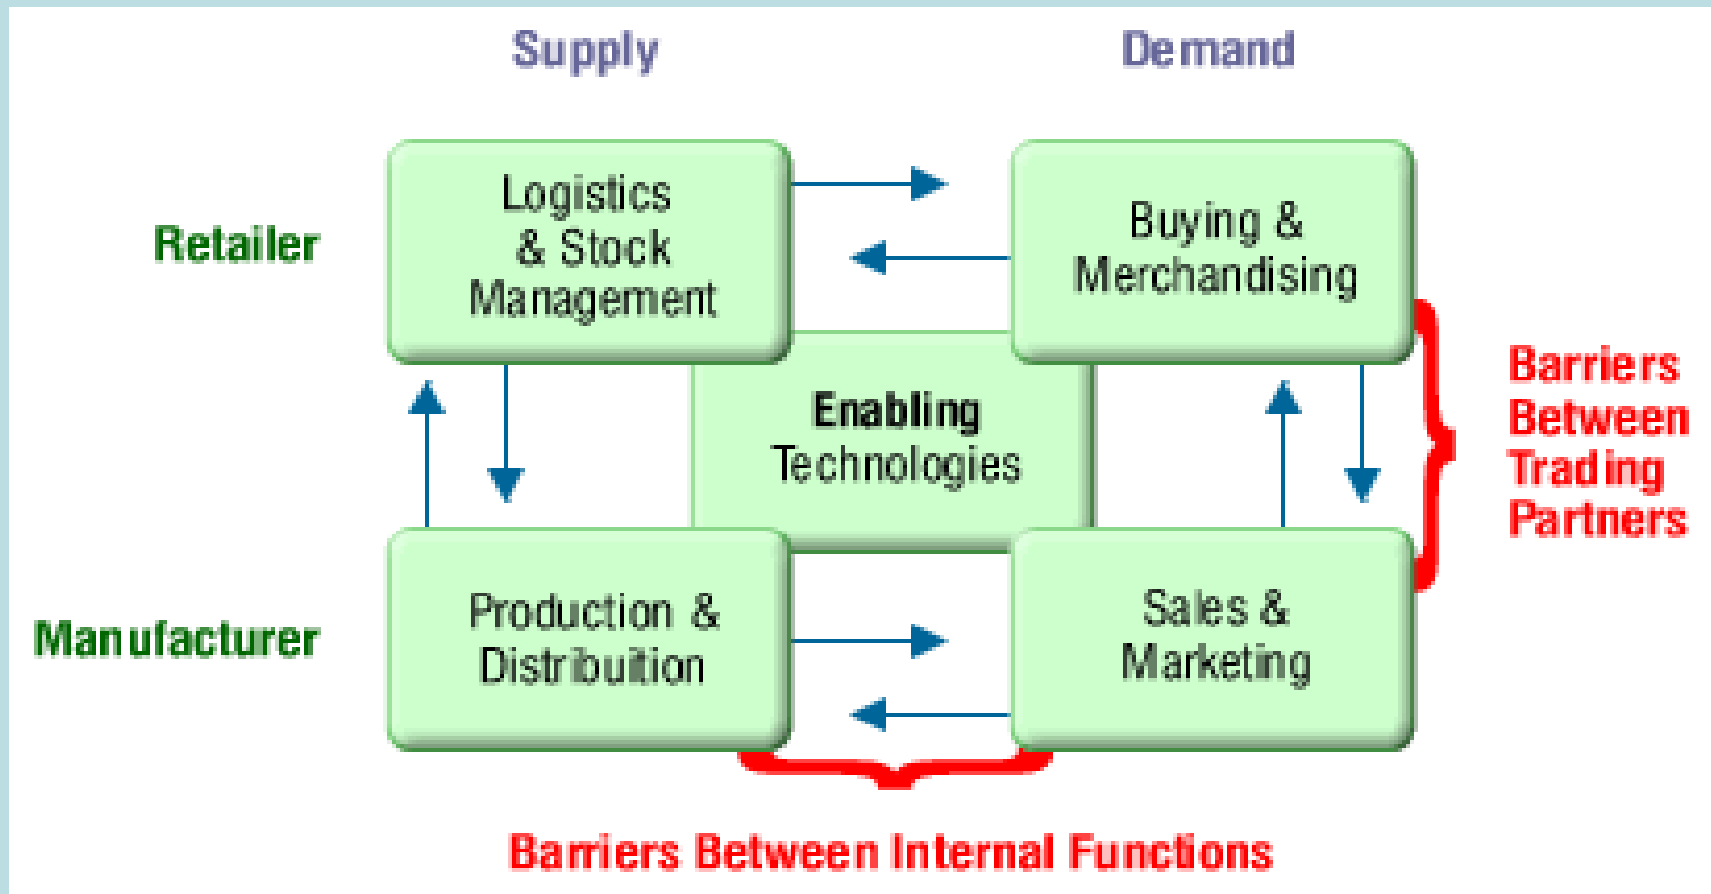 Supply
Demand
Retailer
Logistics
& Stock
Management
Buying &
Merchandising
Enabling
Technologies
Barriers
Between
Trading
Partners
Manufacturer
Production &
Distribuition
Sales &
Marketing
Barriers Between Internal Functions